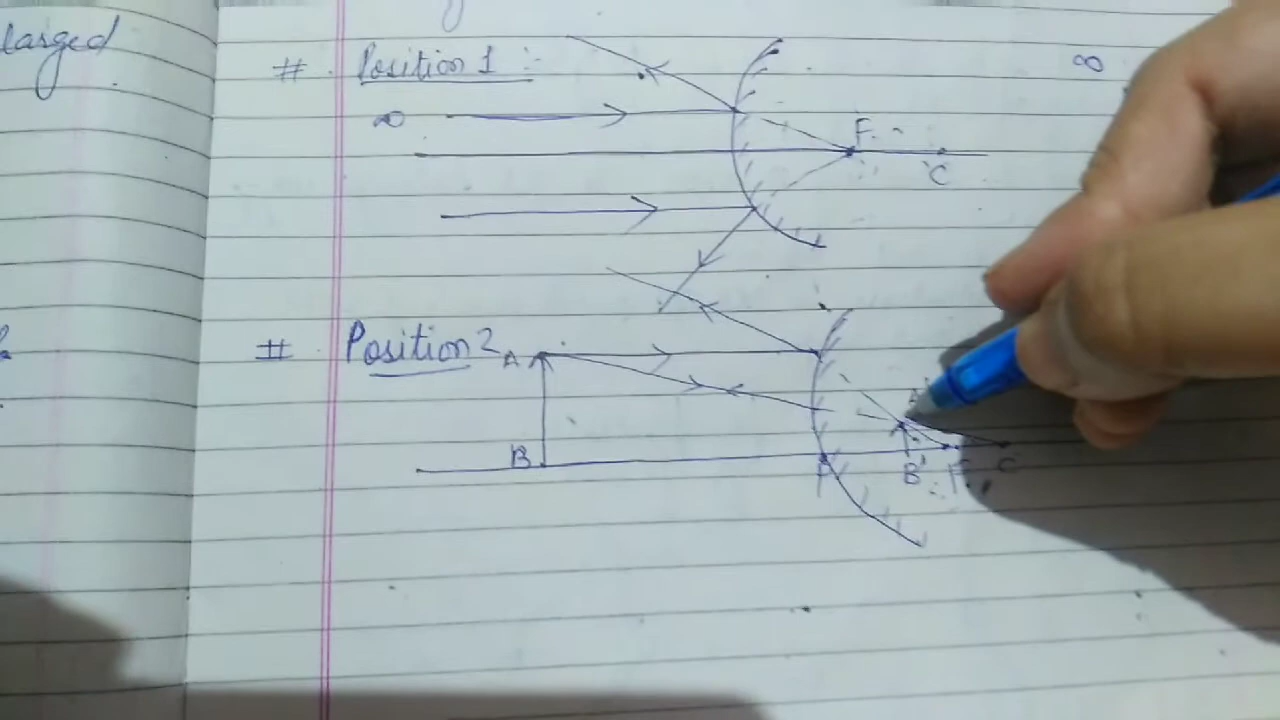 larged
# Position 1 :-
∞
∞
F
C
# Position 2
A
B
P
B'
F
C